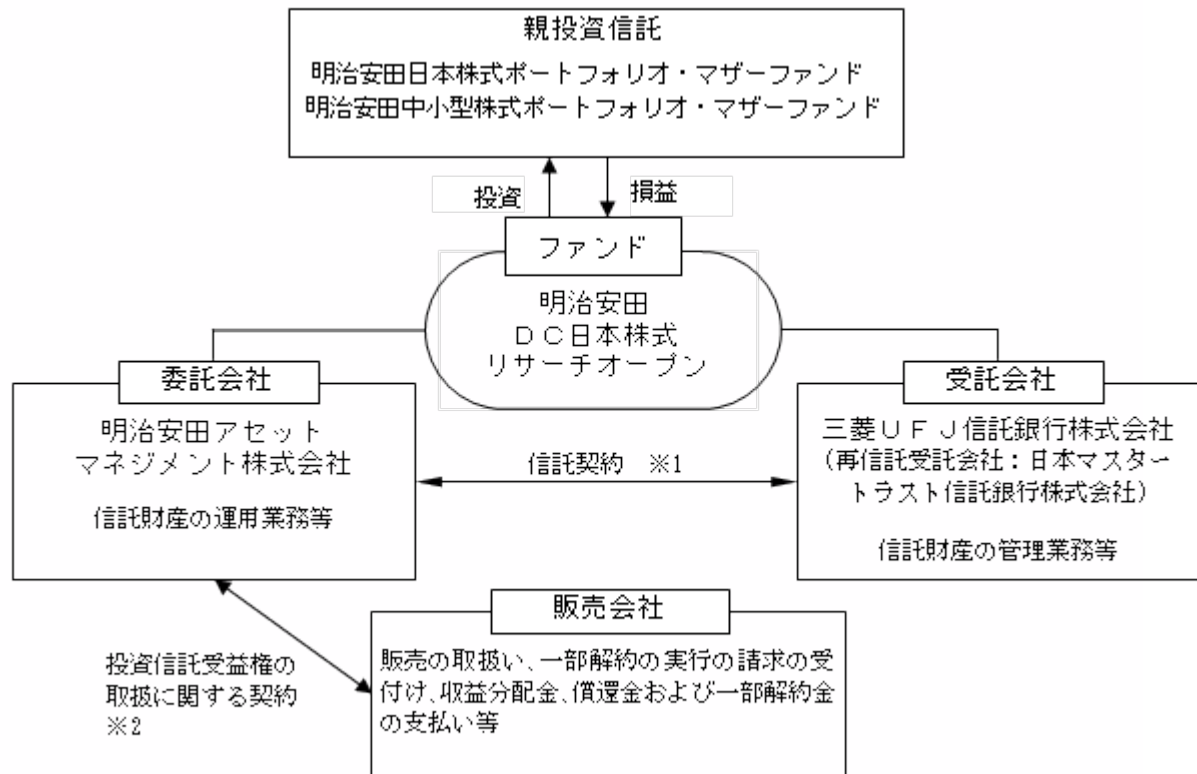 親投資信託
明治安田日本株式ポートフォリオ・マザーファンド
明治安田中小型株式ポートフォリオ・マザーファンド
投資
損益
ファンド
明治安田
DC日本株式
リサーチオープン
委託会社
明治安田アセット
マネジメント株式会社
信託財産の運用業務等
信託契約 ※1
受託会社
三菱UFJ信託銀行株式会社
(再信託受託会社:日本マスター
トラスト信託銀行株式会社)
信託財産の管理業務等
投資信託受益権の
取扱に関する契約
※2
販売会社
販売の取扱い、一部解約の実行の請求の受
付け、収益分配金、償還金および一部解約金
の支払い等